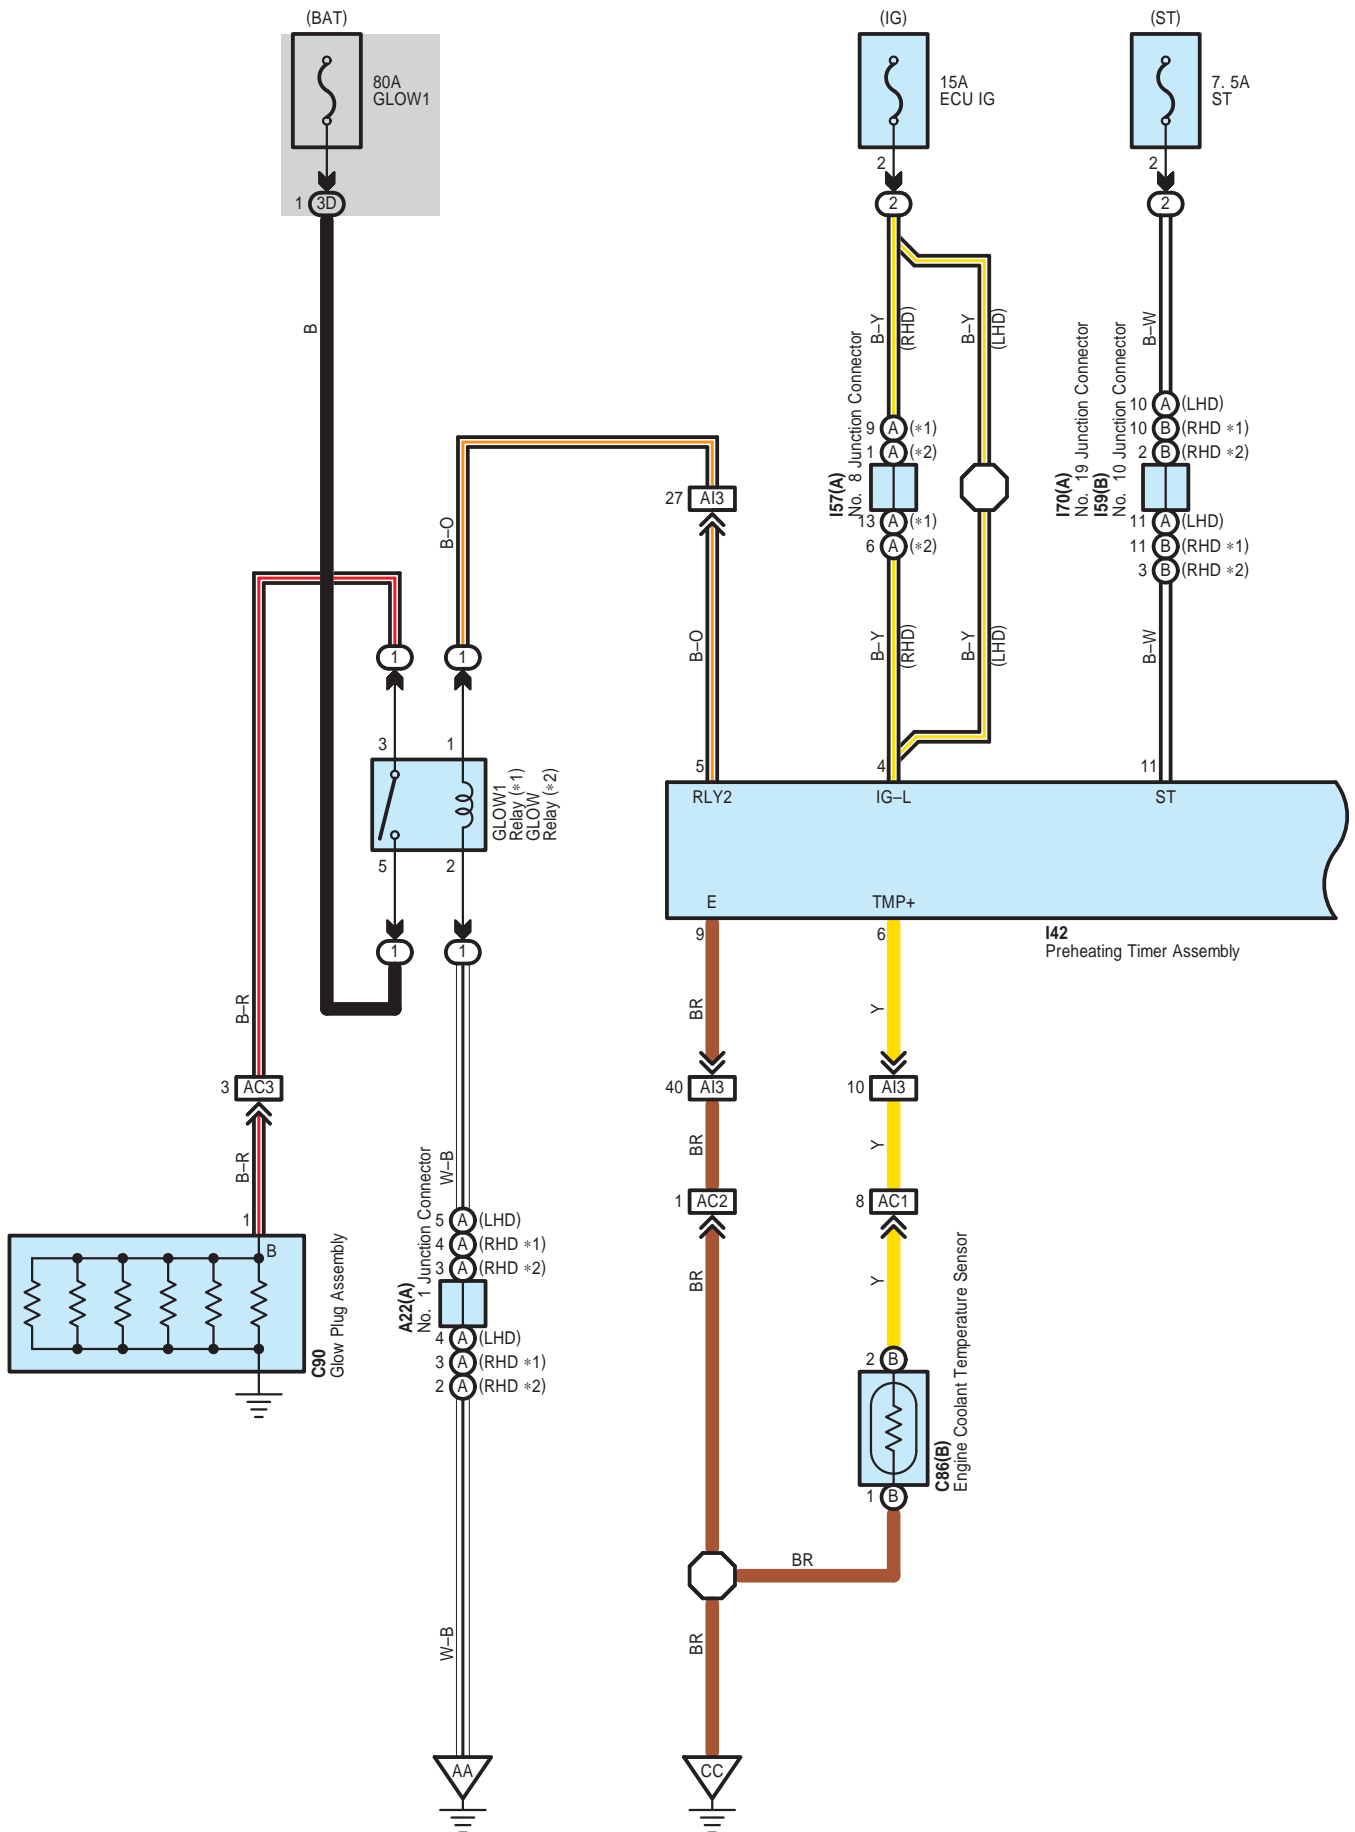 (BAT)
(IG)
(ST)
80A
GLOW1
15A
ECU IG
7. 5A
ST
2
2
1
3D
2
2
B
B–Y
(RHD)
B–Y
(LHD)
B–W
I57(A)
No. 8 Junction Connector
I70(A)
No. 19 Junction Connector
I59(B)
No. 10 Junction Connector
10 A (LHD)
9 A (*1)
10 B (RHD *1)
1 A (*2)
2 B (RHD *2)
27 AI3
13 A (*1)
11 A (LHD)
6 A (*2)
11 B (RHD *1)
3 B (RHD *2)
B–O
B–O
B–Y
(RHD)
B–Y
(LHD)
B–W
1
1
3
1
5
4
11
GLOW1
Relay (*1)
GLOW
Relay (*2)
RLY2
IG–L
ST
5
2
E
TMP+
9
6
I42
Preheating Timer Assembly
1
1
B–R
BR
Y
3 AC3
40 AI3
10 AI3
B–R
W–B
BR
Y
1 AC2
8 AC1
A22(A)
No. 1 Junction Connector
5 A (LHD)
4 A (RHD *1)
3 A (RHD *2)
4 A (LHD)
3 A (RHD *1)
2 A (RHD *2)
1
B
C90
Glow Plug Assembly
BR
Y
2 B
C86(B)
Engine Coolant Temperature Sensor
1 B
BR
W–B
BR
AA
CC